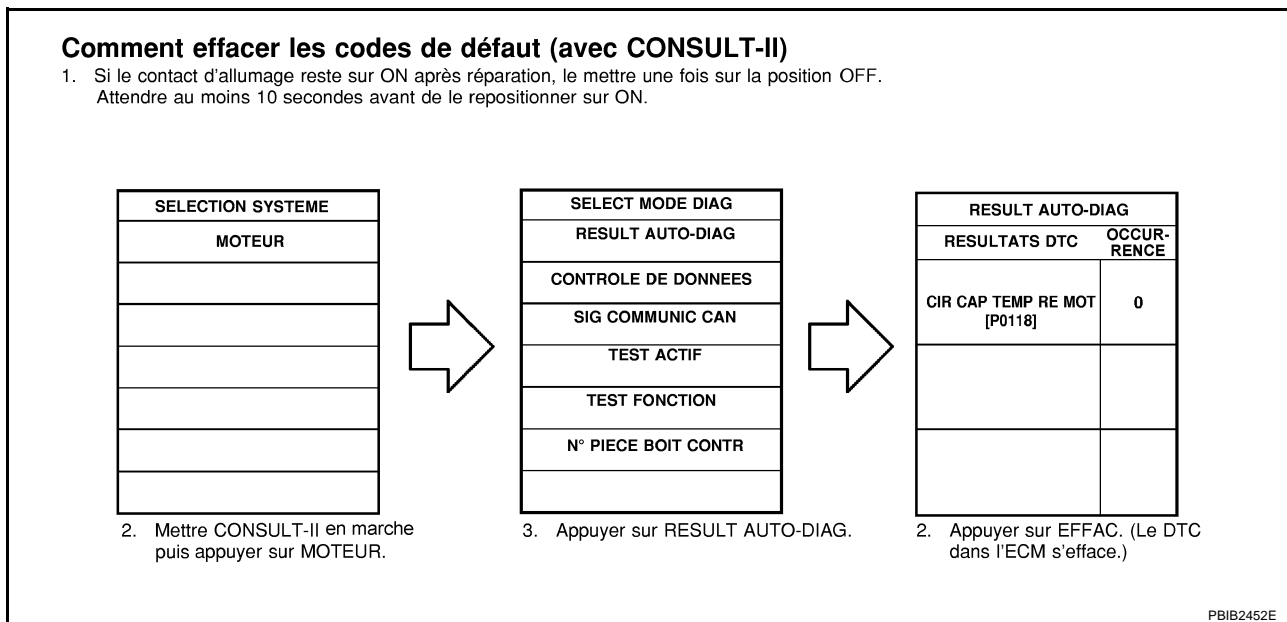 Comment effacer les codes de défaut (avec CONSULT-II)
1. Si le contact d'allumage reste sur ON après réparation, le mettre une fois sur la position OFF.
Attendre au moins 10 secondes avant de le repositionner sur ON.
SELECTION SYSTEME
MOTEUR
2. Mettre CONSULT-II en marche
puis appuyer sur MOTEUR.
SELECT MODE DIAG
RESULT AUTO-DIAG
CONTROLE DE DONNEES
SIG COMMUNIC CAN
TEST ACTIF
TEST FONCTION
N° PIECE BOIT CONTR
3. Appuyer sur RESULT AUTO-DIAG.
RESULT AUTO-DIAG
RESULTATS DTC OCCUR-
RENCE
CIR CAP TEMP RE MOT 0
[P0118]
2. Appuyer sur EFFAC. (Le DTC
dans l'ECM s'efface.)
PBIB2452E